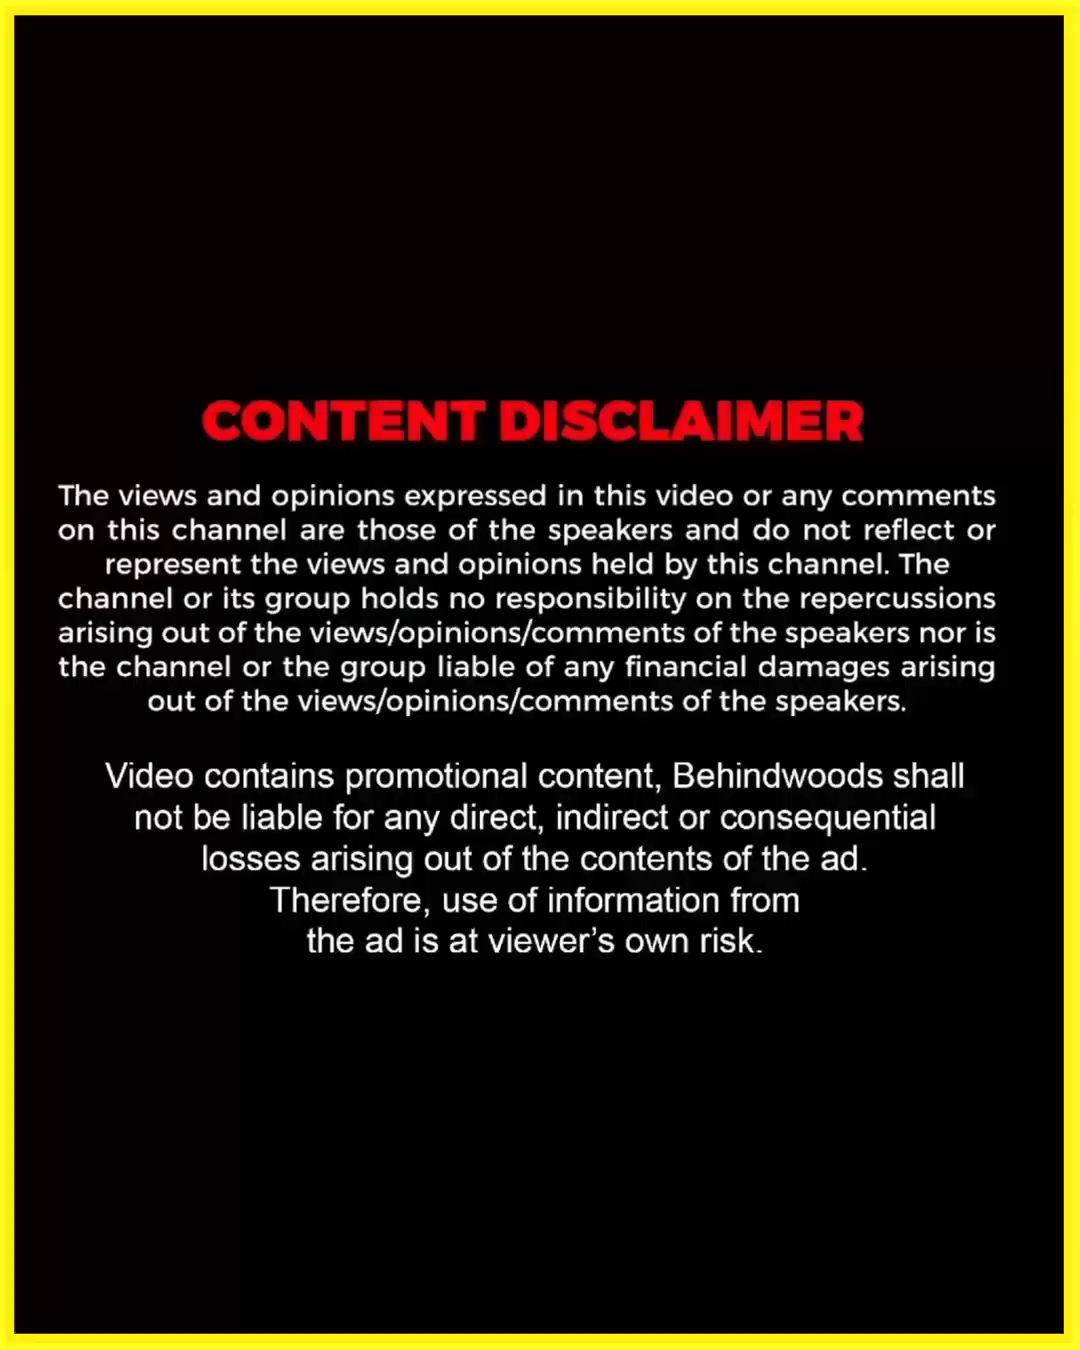 CONTENT DISCLAIMER
The views and opinions expressed in this video or any comments
on this channel are those of the speakers and do not reflect or
represent the views and opinions held by this channel. The
channel or its group holds no responsibility on the repercussions
arising out of the views/opinions/comments of the speakers nor is
the channel or the group liable of any financial damages arising
out of the views/opinions/comments of the speakers.
Video contains promotional content, Behindwoods shall
not be liable for any direct, indirect or consequential
losses arising out of the contents of the ad.
Therefore, use of information from
the ad is at viewer’s own risk.